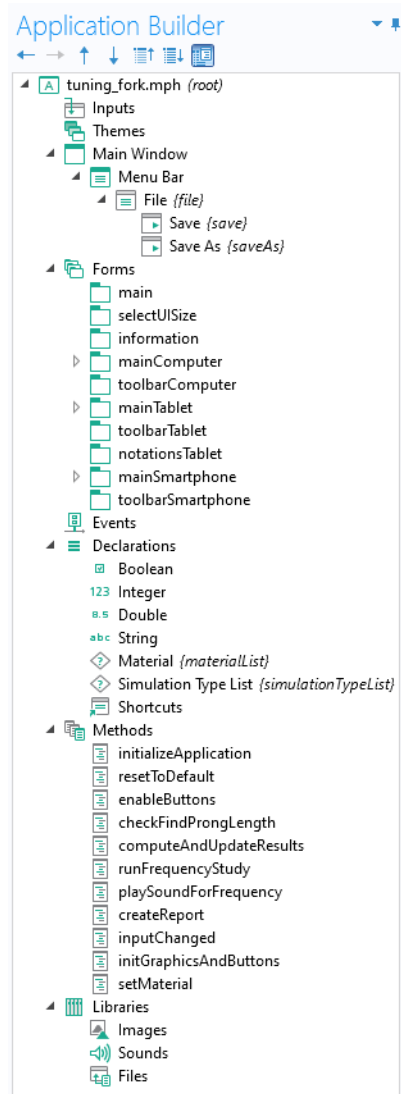 Application Builder
tuning_fork.mph (root)
Inputs
Themes
Main Window
Menu Bar
File {file}
Save {save}
Save As {saveAs}
Forms
main
selectUISize
information
mainComputer
toolbarComputer
mainTablet
toolbarTablet
notationsTablet
mainSmartphone
toolbarSmartphone
Events
Declarations
Boolean
123 Integer
8.5 Double
abc String
Material {materialList}
Simulation Type List {simulationTypeList}
Shortcuts
Methods
initializeApplication
resetToDefault
enableButtons
checkFindProngLength
computeAndUpdateResults
runFrequencyStudy
playSoundForFrequency
createReport
inputChanged
initGraphicsAndButtons
setMaterial
Libraries
Images
Sounds
Files